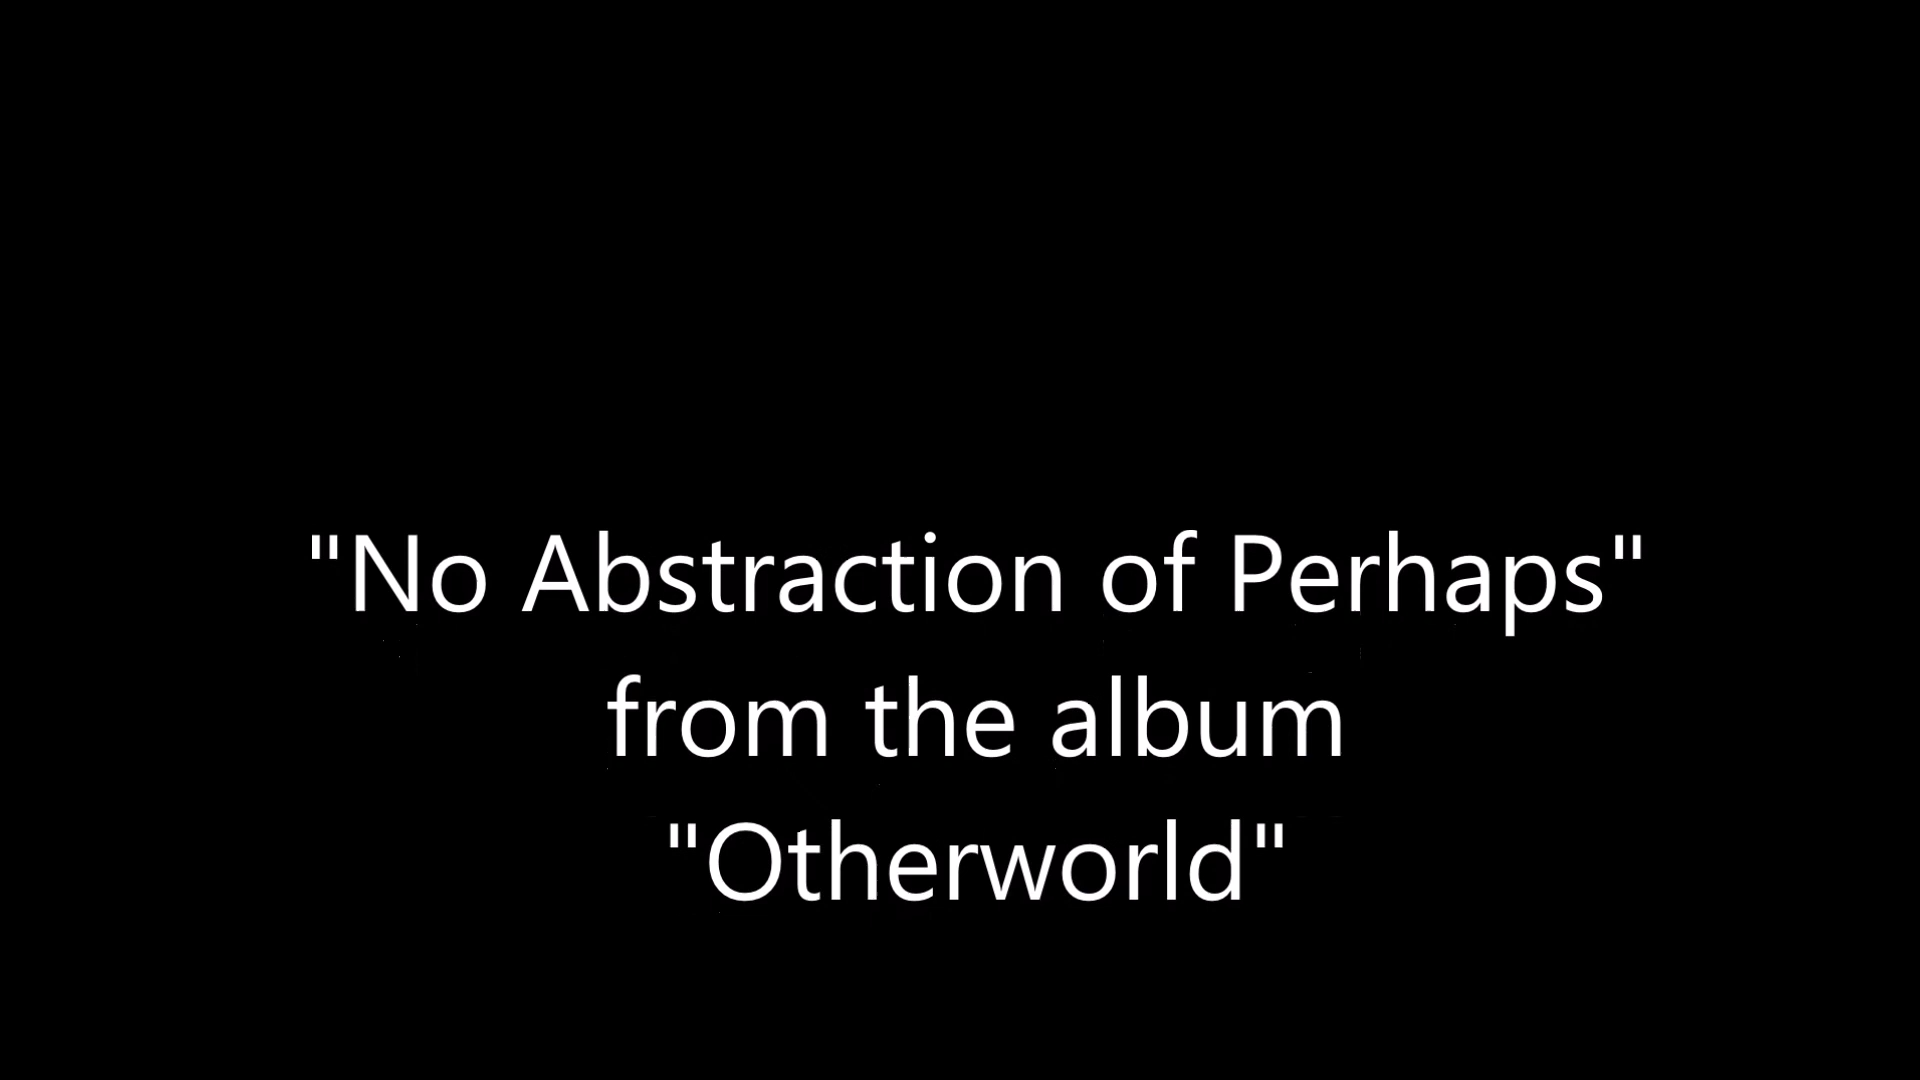 "No Abstraction of Perhaps"
from the album
"Otherworld"